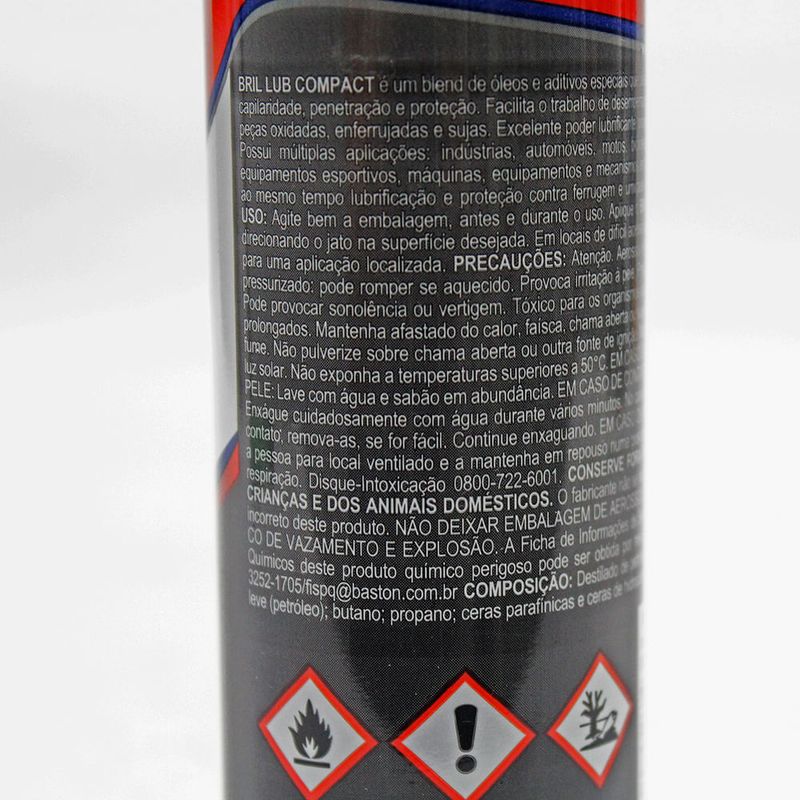 BRIL LUB COMPACT é um blend de óleos e aditivos especiais
capilaridade, penetração e proteção. Facilita o trabalho de
peças oxidadas, enferrujadas e sujas. Excelente poder lubrificante
Possui múltiplas aplicações: indústrias, automóveis, motos,
equipamentos esportivos, máquinas, equipamentos e
ao mesmo tempo lubrificação e proteção contra ferrugem e
USO: Agite bem a embalagem, antes e durante o uso. Aplique
direcionando o jato na superfície desejada. Em locais de difícil
para uma aplicação localizada. PRECAUÇÕES: Atenção.
pressurizado: pode romper se aquecido. Provoca irritação à pele
Pode provocar sonolência ou vertigem. Tóxico para os
prolongados. Mantenha afastado do calor, faísca, chama aberta
fume. Não pulverize sobre chama aberta ou outra fonte de
luz solar. Não exponha a temperaturas superiores a 50°C. EM
PELE: Lave com água e sabão em abundância. EM CASO DE
Enxágue cuidadosamente com água durante vários minutos. No
contato, remova-as, se for fácil. Continue enxaguando. EM
a pessoa para local ventilado e a mantenha em repouso numa
respiração. Disque-Intoxicação 0800-722-6001. CONSERVE
CRIANÇAS E DOS ANIMAIS DOMÉSTICOS. O fabricante
incorreto deste produto. NÃO DEIXAR EMBALAGEM DE
CO DE VAZAMENTO E EXPLOSÃO. A Ficha de Informações
Químicos deste produto químico perigoso pode ser obtida por
3252-1705/fispq@baston.com.br COMPOSIÇÃO: Destilado de
leve (petróleo); butano; propano; ceras parafínicas e ceras de